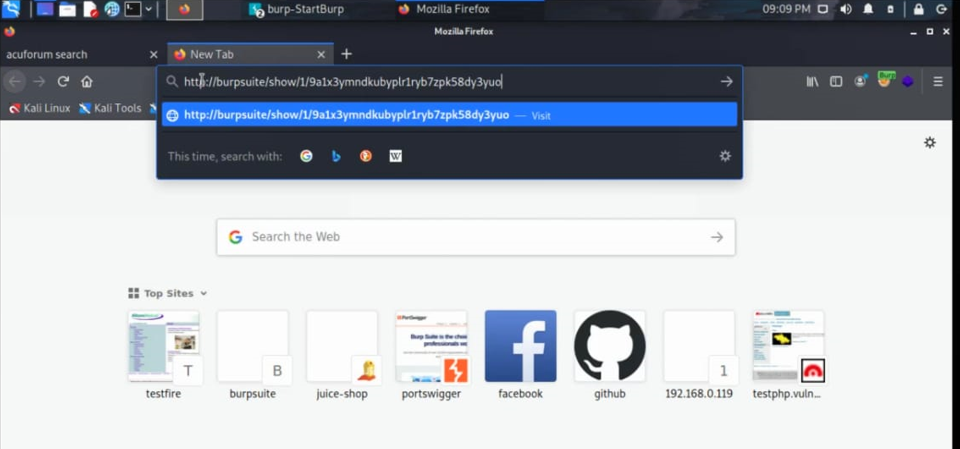 burp-StartBurp
Mozilla Firefox
09:09 PM
Mozilla Firefox
acuforum search
New Tab
http://burpsuite/show/1/9a1x3ymndkubyplr1ryb7zpk58dy3yuo
Burp
Kali Linux
Kali Tools
http://burpsuite/show/1/9a1x3ymndkubyplr1ryb7zpk58dy3yuo — Visit
This time, search with:
Search the Web
Top Sites
T
B
1
testfire
burpsuite
juice-shop
portswigger
facebook
github
192.168.0.119
testphp.vuln...